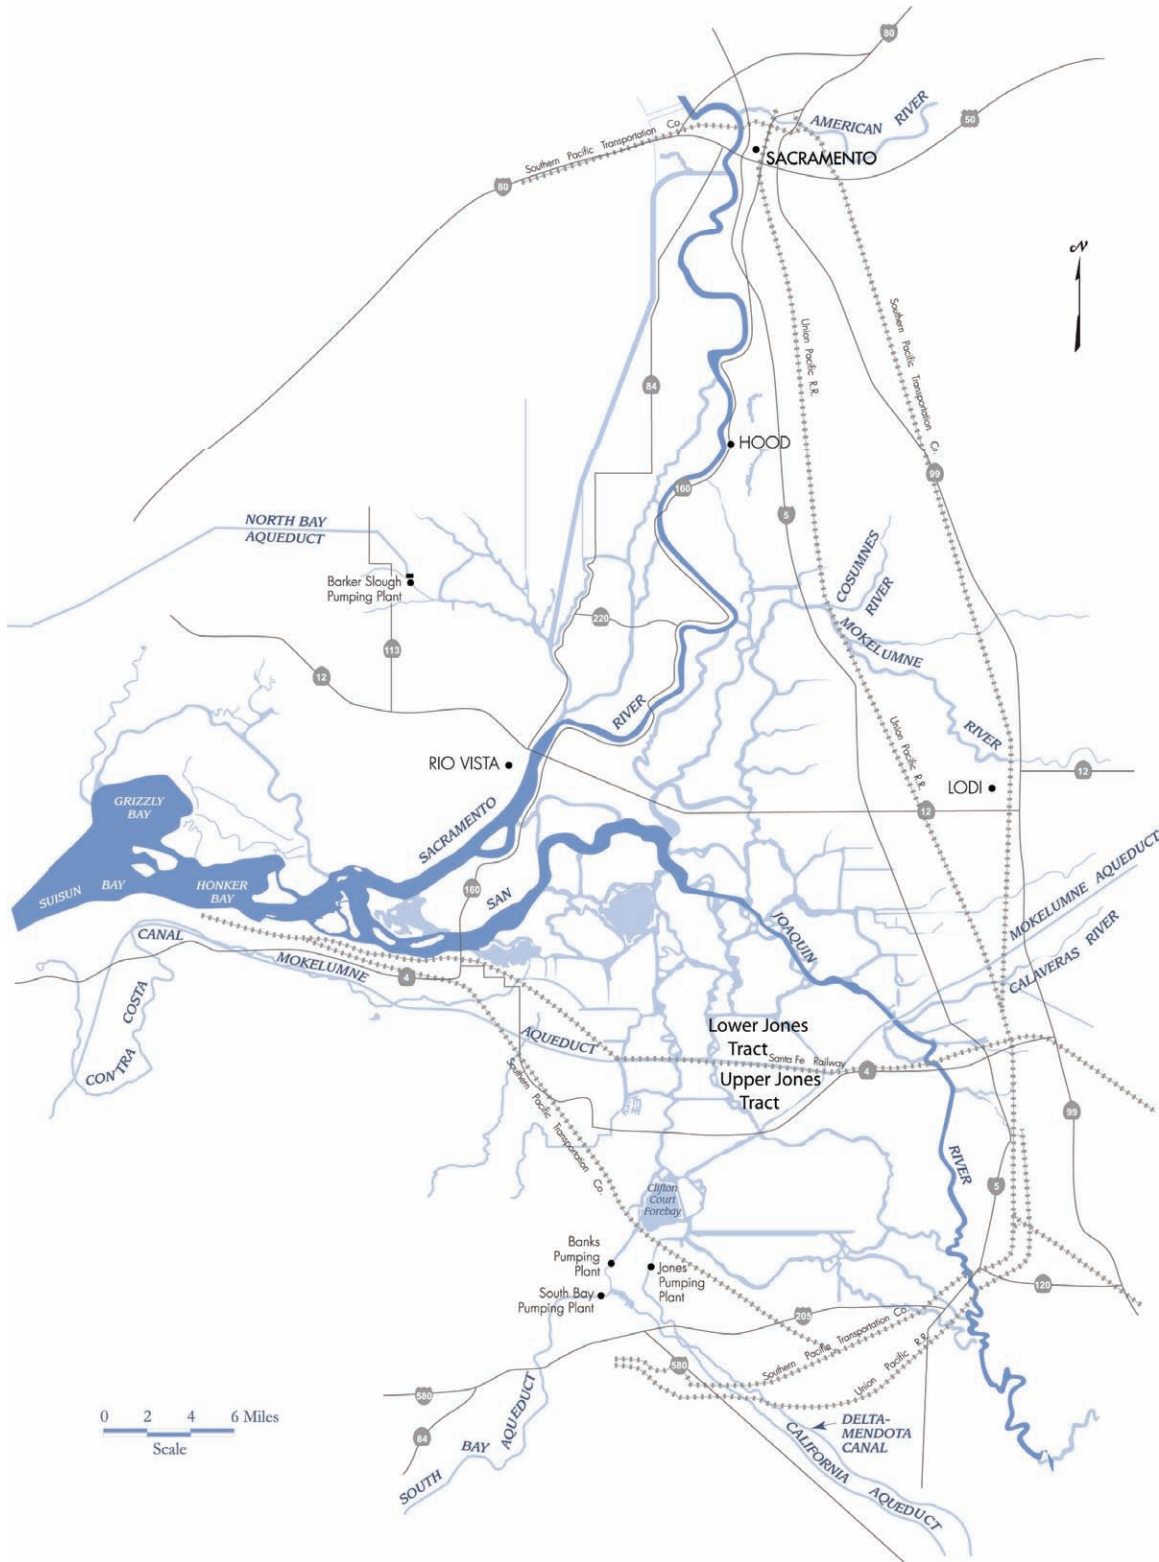 80
AMERICAN RIVER
50
Southern Pacific Transportation Co.
SACRAMENTO
80
N
Union Pacific R.R.
Southern Pacific Transportation Co.
84
HOOD
99
160
5
NORTH BAY
AQUEDUCT
COSUMNES
RIVER
Barker Slough
Pumping Plant
220
MOKELUMNE
RIVER
113
12
RIVER
RIO VISTA
Union Pacific R.R.
12
LODI
GRIZZLY
BAY
12
SACRAMENTO
SUISUN BAY
HONKER
BAY
160
SAN
JOAQUIN
MOKELUMNE AQUEDUCT
CANAL
MOKELUMNE
4
CALAVERAS RIVER
CONTRA COSTA
AQUEDUCT
Lower Jones
Tract
Santa Fe Railway
4
Upper Jones
Tract
Southern Pacific Transportation Co.
99
RIVER
5
Clifton
Court
Forebay
Banks
Pumping
Plant
Jones
Pumping
Plant
South Bay
Pumping Plant
120
205
Southern Pacific Transportation Co.
Union Pacific R.R.
580
580
84
0 2 4 6 Miles
Scale
SOUTH BAY AQUEDUCT
DELTA-
MENDOTA
CANAL
CALIFORNIA AQUEDUCT